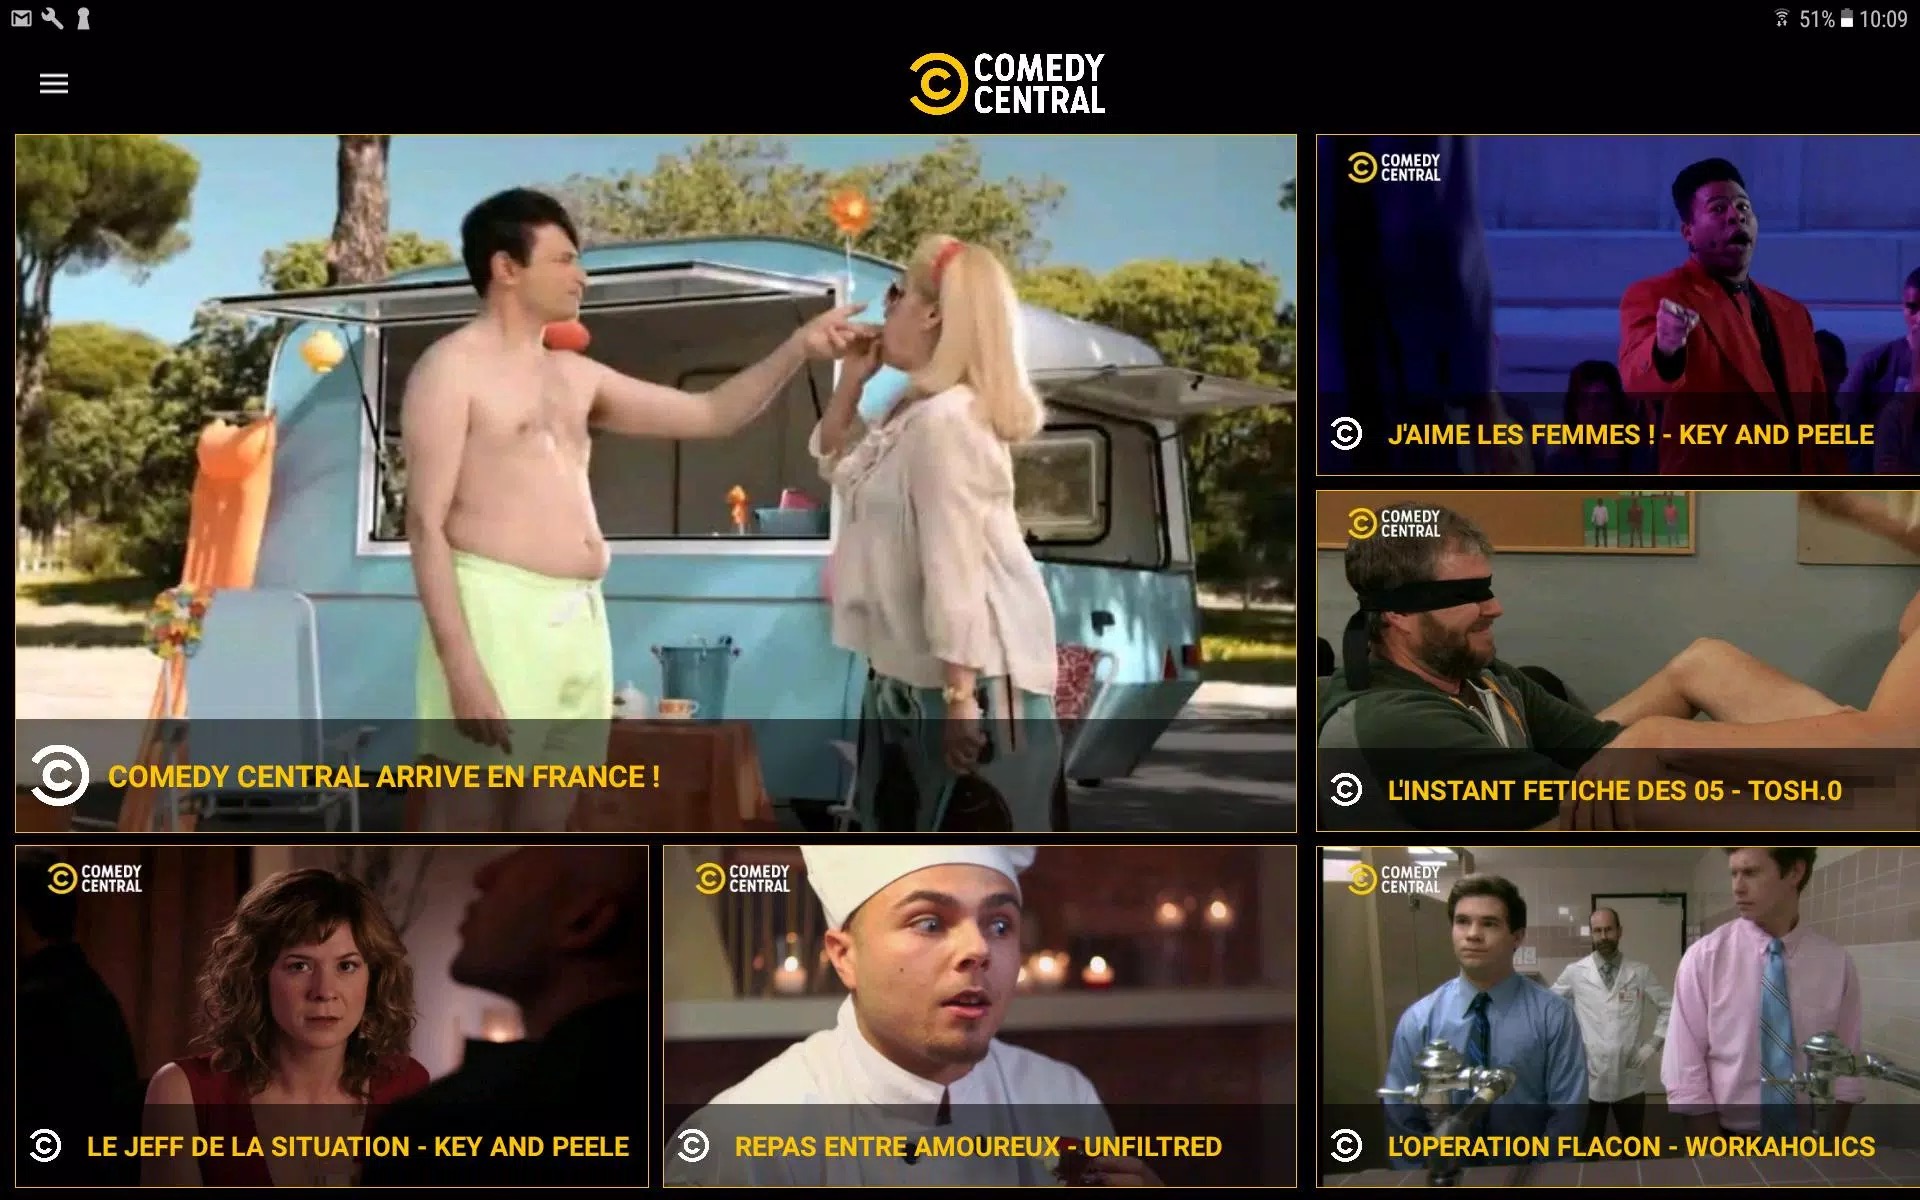 51% 10:09
COMEDY
CENTRAL
COMEDY
CENTRAL
J'AIME LES FEMMES ! - KEY AND PEELE
COMEDY
CENTRAL
L'INSTANT FETICHE DES 05 - TOSH.0
COMEDY CENTRAL ARRIVE EN FRANCE !
COMEDY
CENTRAL
LE JEFF DE LA SITUATION - KEY AND PEELE
COMEDY
CENTRAL
REPAS ENTRE AMOUREUX - UNFILTRED
COMEDY
CENTRAL
L'OPERATION FLACON - WORKAHOLICS